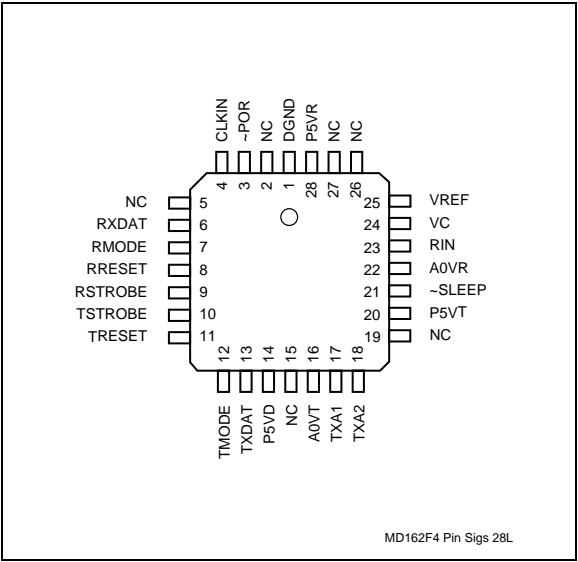 CLKIN ~POR NC DGND P5VR NC NC
4 3 2 1 28 27 26
NC 5
RXDAT 6
RMODE 7
RRESET 8
RSTROBE 9
TSTROBE 10
TRESET 11
25 VREF
24 VC
23 RIN
22 A0VR
21 ~SLEEP
20 P5VT
19 NC
12 13 14 15 16 17 18
TMODE TXDAT P5VD NC A0VT TXA1 TXA2
MD162F4 Pin Sigs 28L